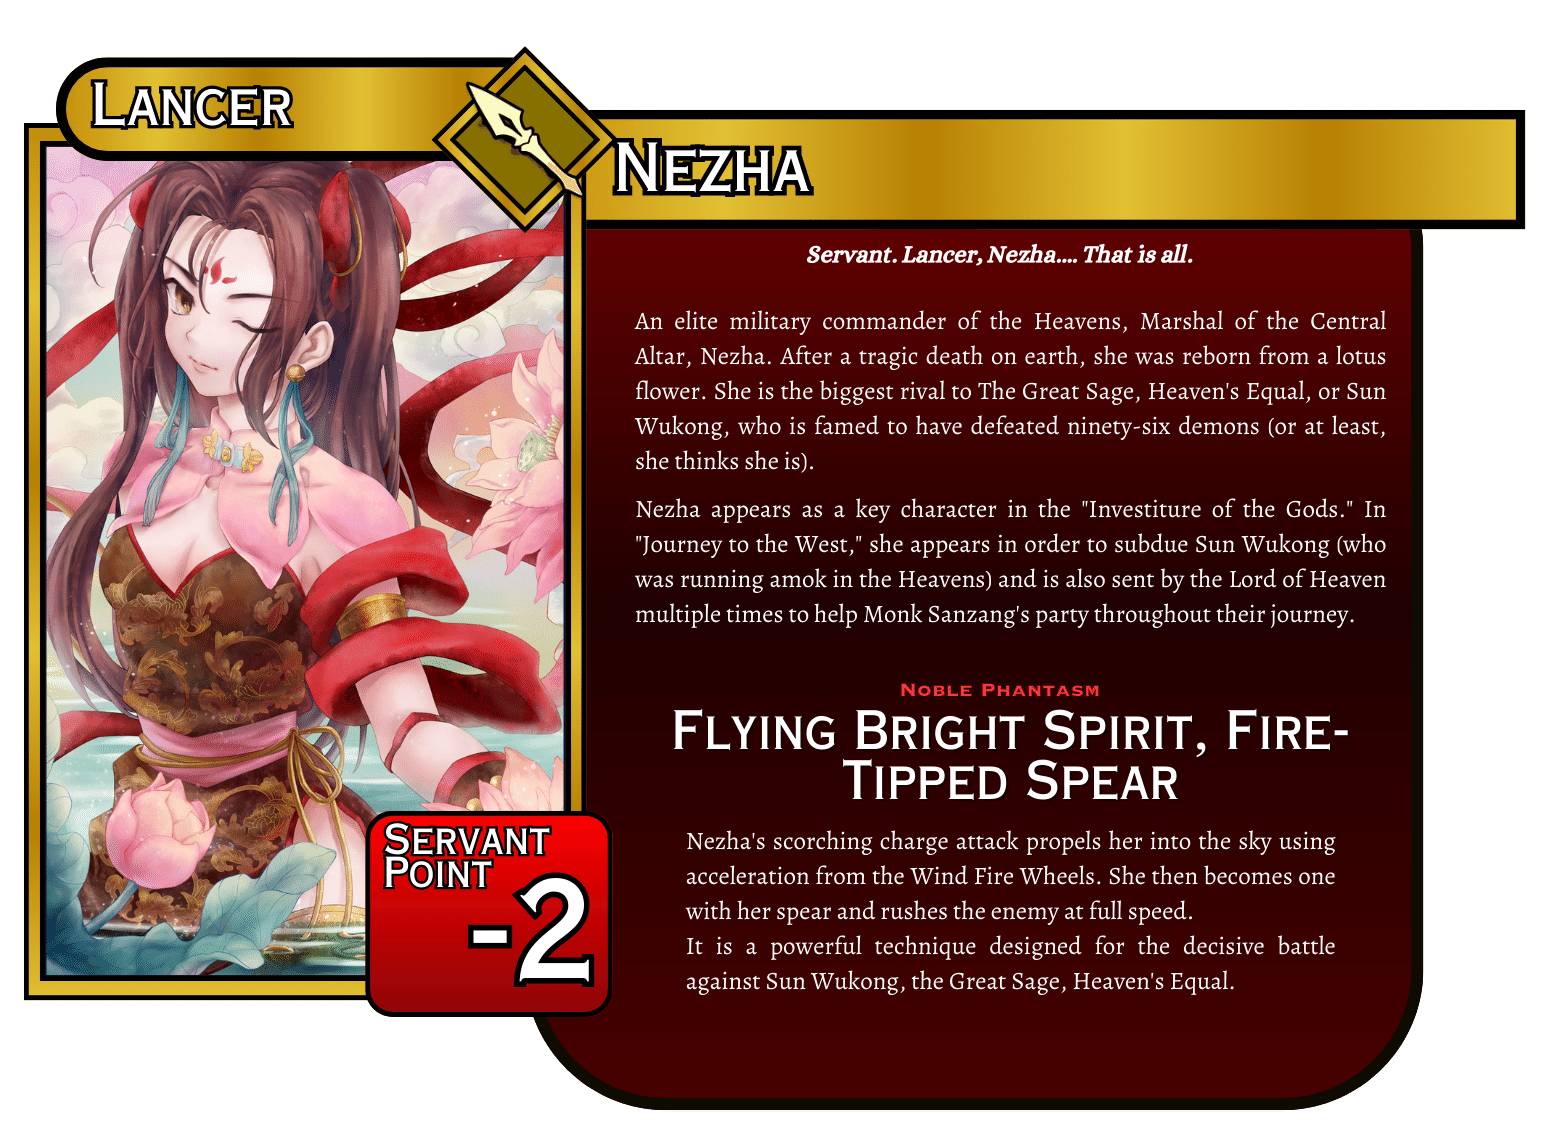 Lancer
Nezha
Servant. Lancer, Nezha.... That is all.
An elite military commander of the Heavens, Marshal of the Central
Altar, Nezha. After a tragic death on earth, she was reborn from a lotus
flower. She is the biggest rival to The Great Sage, Heaven's Equal, or Sun
Wukong, who is famed to have defeated ninety-six demons (or at least,
she thinks she is).
Nezha appears as a key character in the "Investiture of the Gods." In
"Journey to the West," she appears in order to subdue Sun Wukong (who
was running amok in the Heavens) and is also sent by the Lord of Heaven
multiple times to help Monk Sanzang's party throughout their journey.
Noble Phantasm
Flying Bright Spirit, Fire-
Tipped Spear
Nezha's scorching charge attack propels her into the sky using
acceleration from the Wind Fire Wheels. She then becomes one
with her spear and rushes the enemy at full speed.
It is a powerful technique designed for the decisive battle
against Sun Wukong, the Great Sage, Heaven's Equal.
Servant
Point
-2